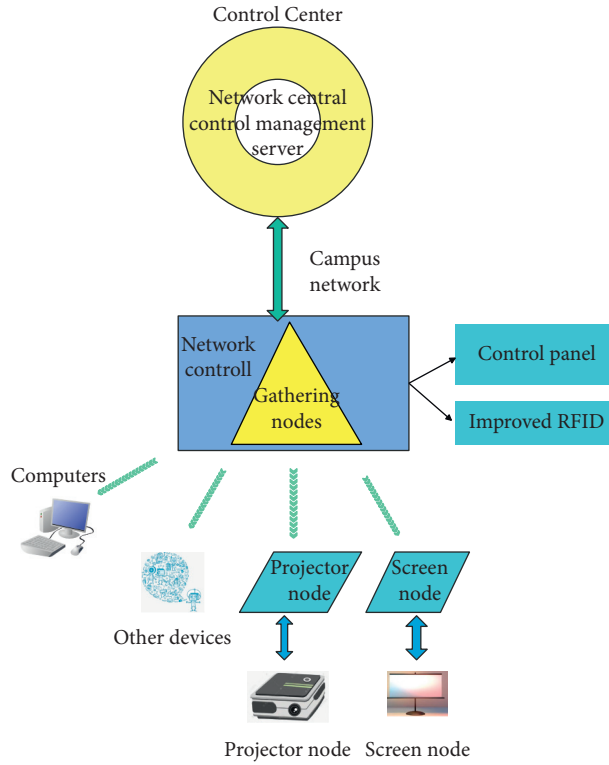 Control Center
Network central
control management
server
Campus
network
Network
controll
Gathering
nodes
Control panel
Improved RFID
Computers
Other devices
Projector
node
Screen
node
Projector node
Screen node